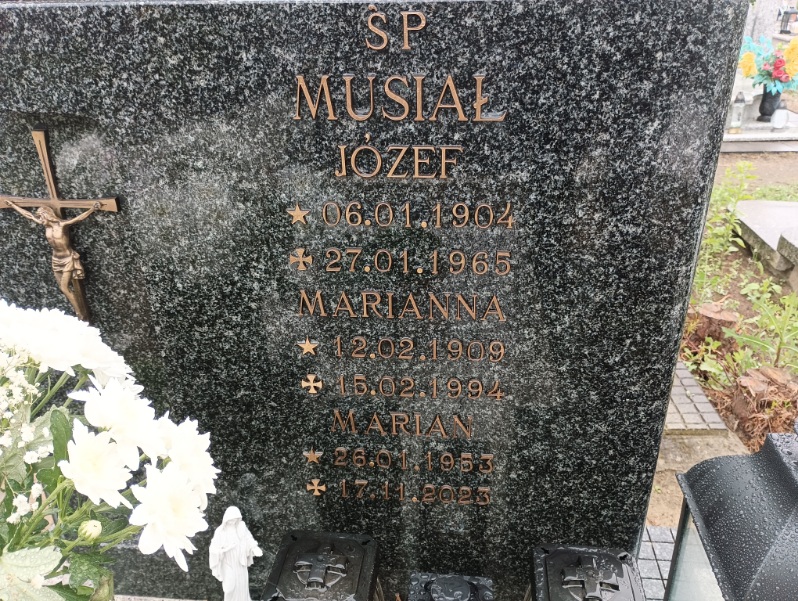 ŚP
MUSIAŁ
JÓZEF
06.01.1904
27.01.1965
MARIANNA
12.02.1909
15.02.1994
MARIAN
26.01.1953
17.11.2023